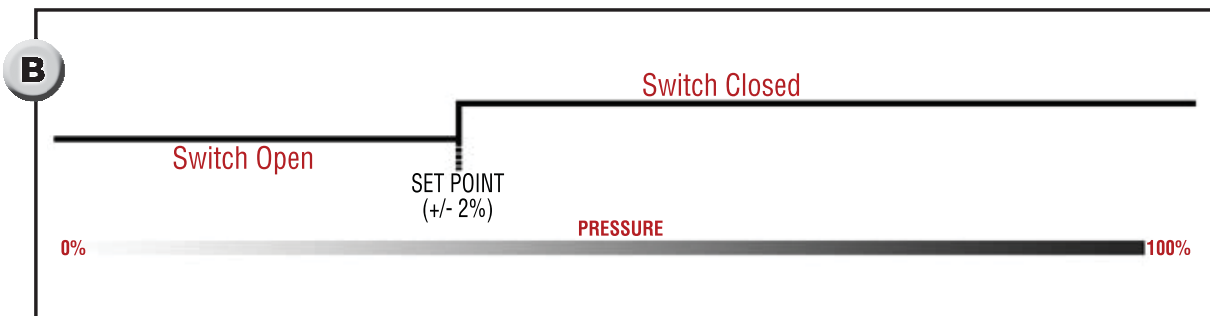 B
Switch Closed
Switch Open
SET POINT
(+/- 2%)
PRESSURE
0%
100%